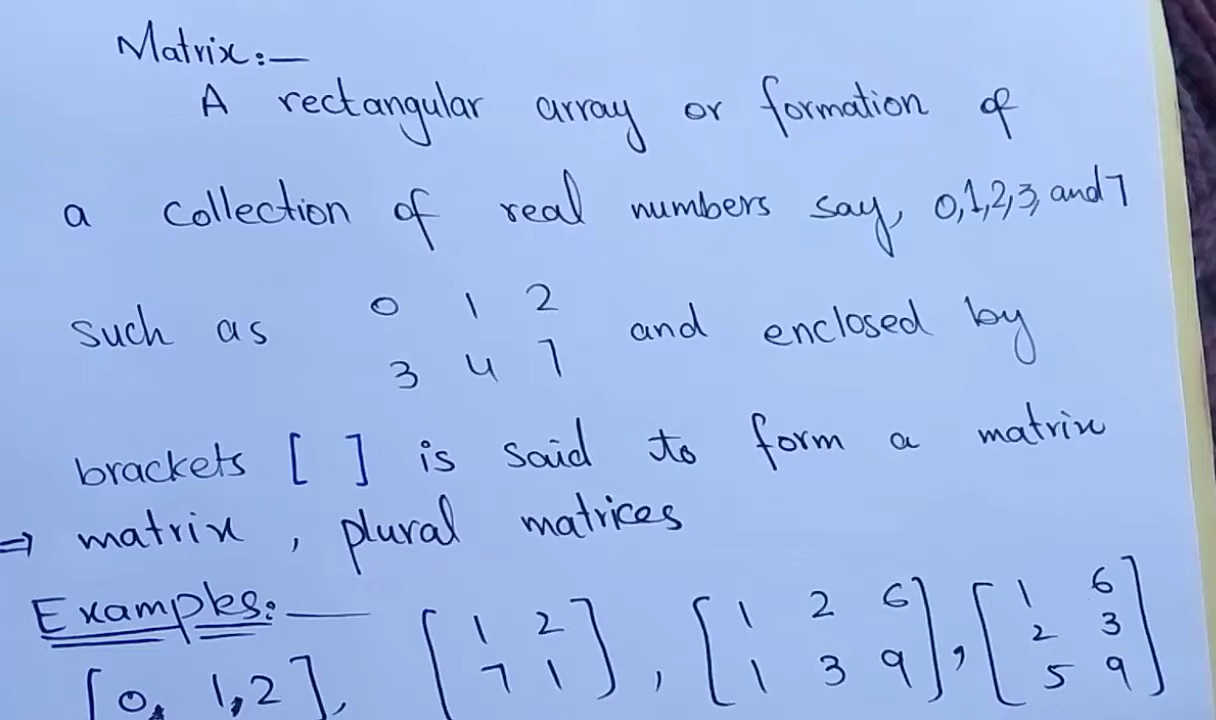 Matrix:—
A rectangular array or formation of
a collection of real numbers say, 0,1,2,3, and 7
such as 0 1 2 and enclosed by
3 4 7
brackets [ ] is said to form a matrix
⇒ matrix, plural matrices
Examples:—
[0, 1,2], [1 2], [1 2 6], [1 6]
[7 1] [1 3 9] [2 3]
[5 9]